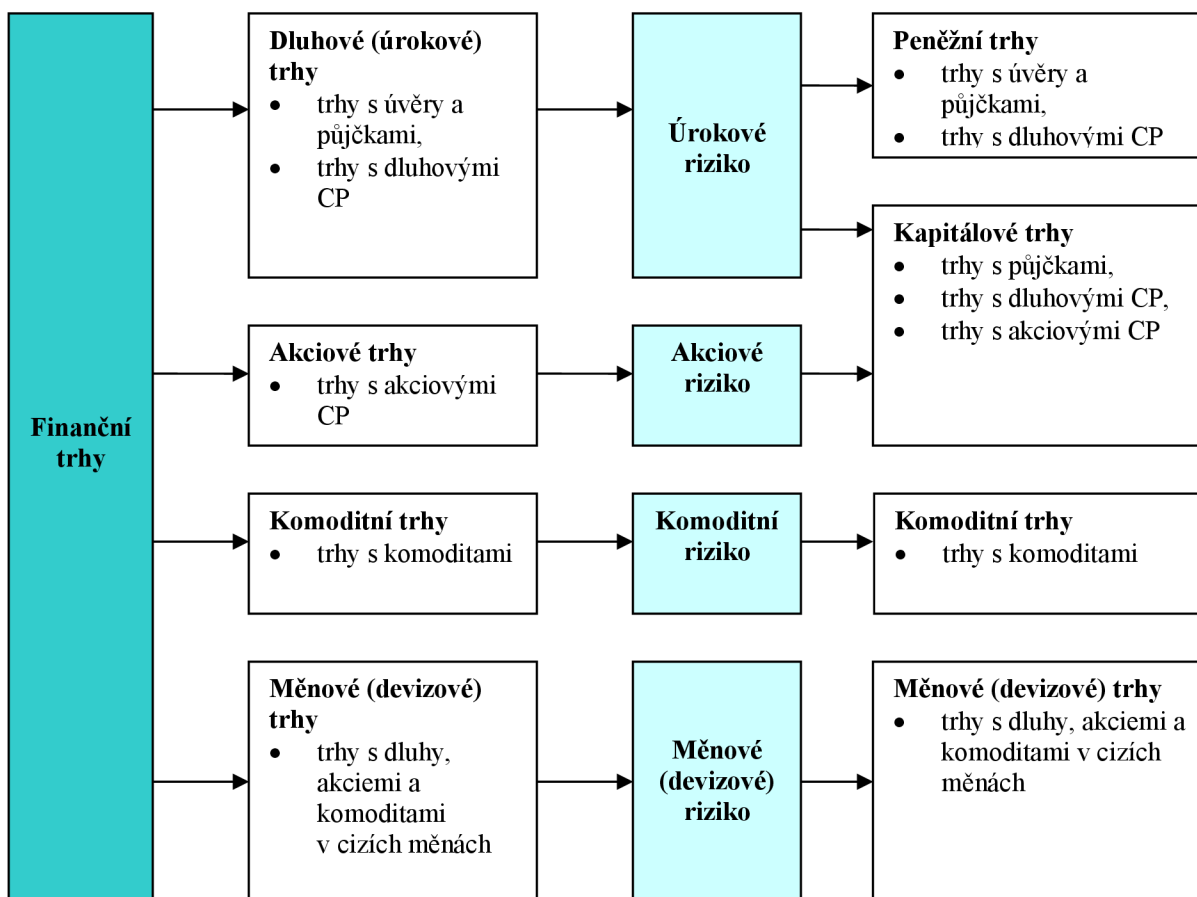 Finanční
trhy
Dluhové (úrokové)
trhy
• trhy s úvěry a
půjčkami,
• trhy s dluhovými
CP
Úrokové
riziko
Peněžní trhy
• trhy s úvěry a
půjčkami,
• trhy s dluhovými CP
Kapitálové trhy
• trhy s půjčkami,
• trhy s dluhovými CP,
• trhy s akciovými CP
Akciové trhy
• trhy s akciovými
CP
Akciové
riziko
Komoditní trhy
• trhy s komoditami
Komoditní
riziko
Komoditní trhy
• trhy s komoditami
Měnové (devizové)
trhy
• trhy s dluhy,
akciemi a
komoditami
v cizích měnách
Měnové
(devizové)
riziko
Měnové (devizové) trhy
• trhy s dluhy, akciemi a
komoditami v cizích
měnách